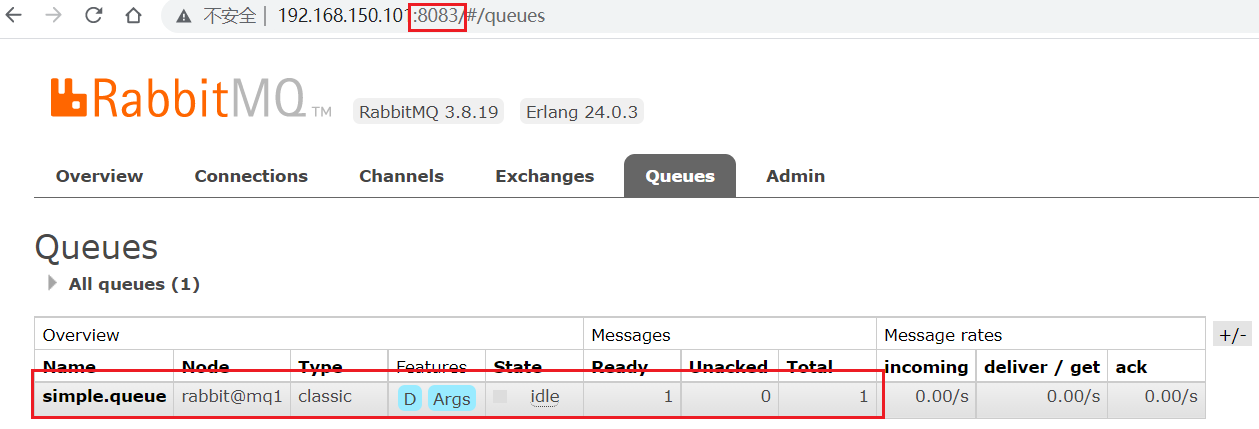 不安全 | 192.168.150.101:8083/#/queues
RabbitMQ TM RabbitMQ 3.8.19 Erlang 24.0.3
Overview Connections Channels Exchanges Queues Admin
Queues
All queues (1)
Overview Messages Message rates +/-
Name Node Type Features State Ready Unacked Total incoming deliver / get ack
simple.queue rabbit@mq1 classic D Args idle 1 0 1 0.00/s 0.00/s 0.00/s